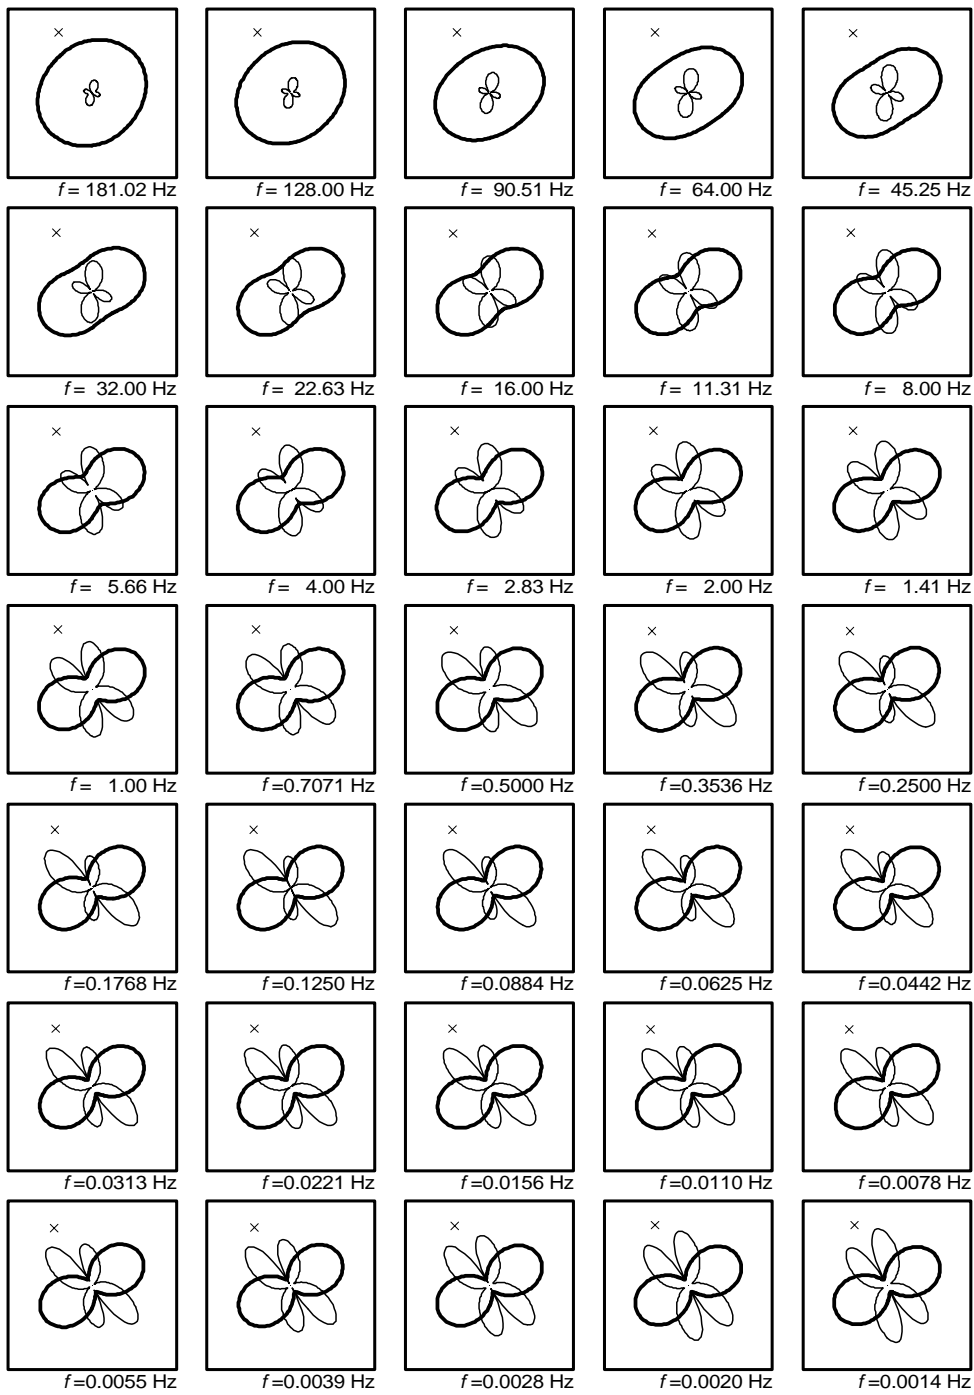 f = 181.02 Hz f = 128.00 Hz f = 90.51 Hz f = 64.00 Hz f = 45.25 Hz
f = 32.00 Hz f = 22.63 Hz f = 16.00 Hz f = 11.31 Hz f = 8.00 Hz
f = 5.66 Hz f = 4.00 Hz f = 2.83 Hz f = 2.00 Hz f = 1.41 Hz
f = 1.00 Hz f =0.7071 Hz f =0.5000 Hz f =0.3536 Hz f =0.2500 Hz
f =0.1768 Hz f =0.1250 Hz f =0.0884 Hz f =0.0625 Hz f =0.0442 Hz
f =0.0313 Hz f =0.0221 Hz f =0.0156 Hz f =0.0110 Hz f =0.0078 Hz
f =0.0055 Hz f =0.0039 Hz f =0.0028 Hz f =0.0020 Hz f =0.0014 Hz